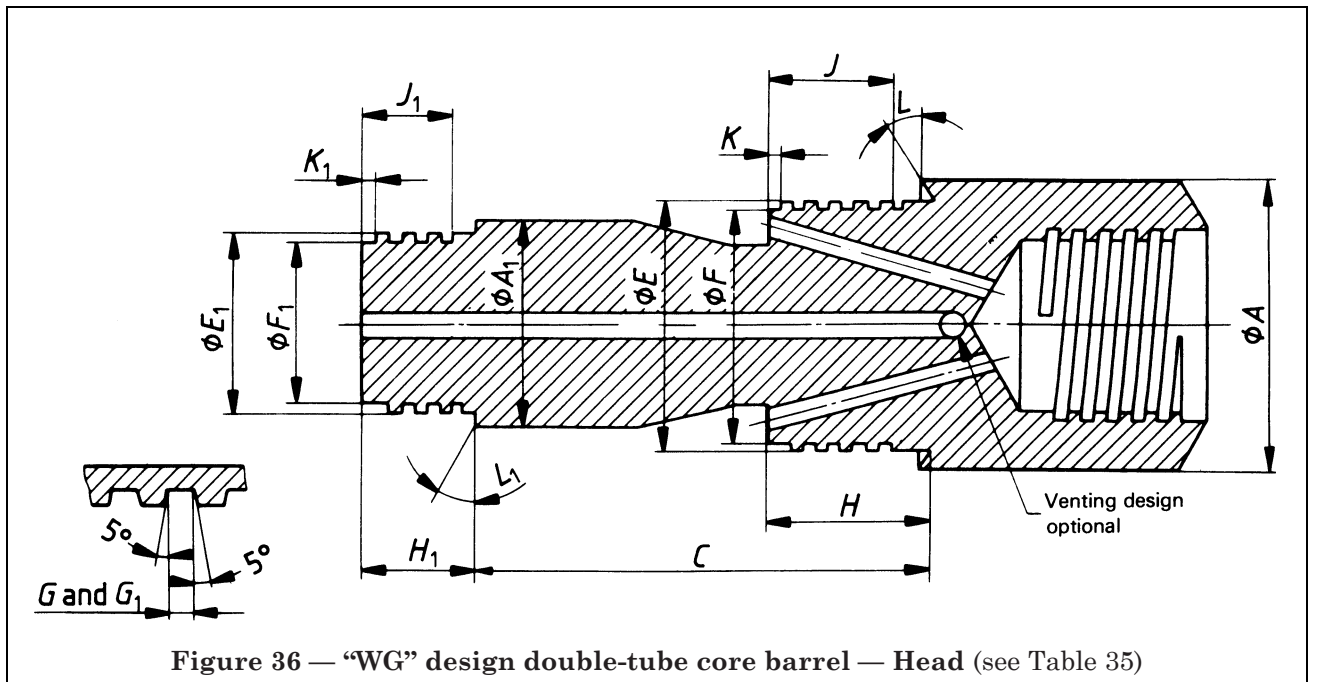 J
J₁
L
K
K₁
ΦE₁
ΦF₁
ΦA₁
ΦE
ΦF
ΦA
L₁
5°
5°
H₁
C
H
G and G₁
Venting design
optional
Figure 36 — “WG” design double-tube core barrel — Head (see Table 35)